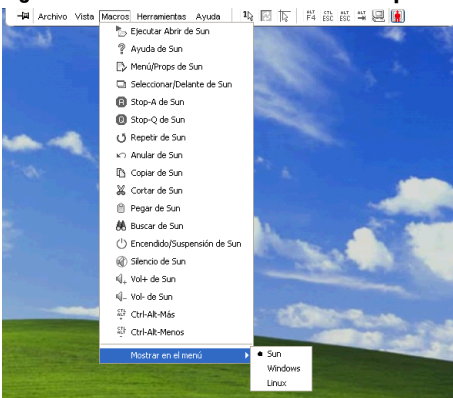 Archivo Vista Macros Herramientas Ayuda
ALT F4 CTL ESC ALT ESC ALT
Ejecutar Abrir de Sun
Ayuda de Sun
Menú/Props de Sun
Seleccionar/Delante de Sun
Stop-A de Sun
Stop-Q de Sun
Repetir de Sun
Anular de Sun
Copiar de Sun
Cortar de Sun
Pegar de Sun
Buscar de Sun
Encendido/Suspensión de Sun
Silencio de Sun
Vol+ de Sun
Vol- de Sun
Ctrl-Alt-Más
Ctrl-Alt-Menos
Mostrar en el menú
Sun
Windows
Linux